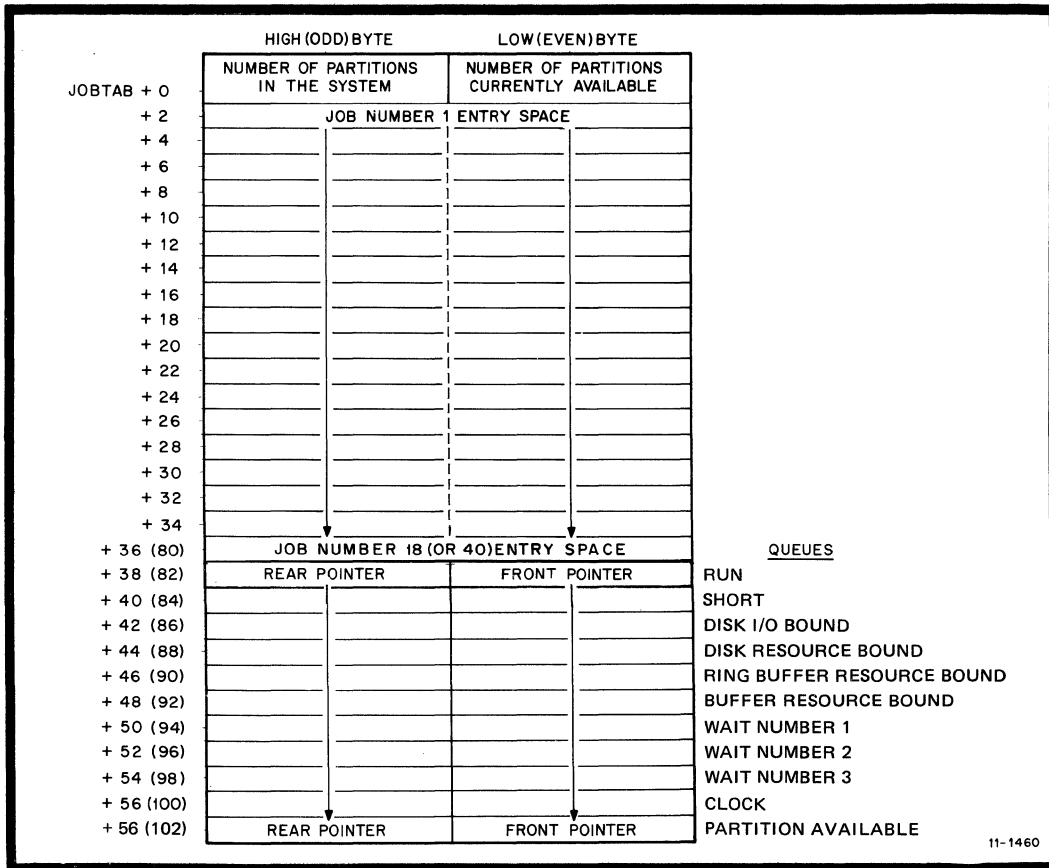 HIGH (ODD) BYTE LOW (EVEN) BYTE
NUMBER OF PARTITIONS NUMBER OF PARTITIONS
IN THE SYSTEM CURRENTLY AVAILABLE
JOBTAB + 0
+ 2 JOB NUMBER 1 ENTRY SPACE
+ 4
+ 6
+ 8
+ 10
+ 12
+ 14
+ 16
+ 18
+ 20
+ 22
+ 24
+ 26
+ 28
+ 30
+ 32
+ 34
+ 36 (80) JOB NUMBER 18 (OR 40) ENTRY SPACE QUEUES
+ 38 (82) REAR POINTER FRONT POINTER RUN
+ 40 (84) SHORT
+ 42 (86) DISK I/O BOUND
+ 44 (88) DISK RESOURCE BOUND
+ 46 (90) RING BUFFER RESOURCE BOUND
+ 48 (92) BUFFER RESOURCE BOUND
+ 50 (94) WAIT NUMBER 1
+ 52 (96) WAIT NUMBER 2
+ 54 (98) WAIT NUMBER 3
+ 56 (100) CLOCK
+ 56 (102) REAR POINTER FRONT POINTER PARTITION AVAILABLE
11-1460